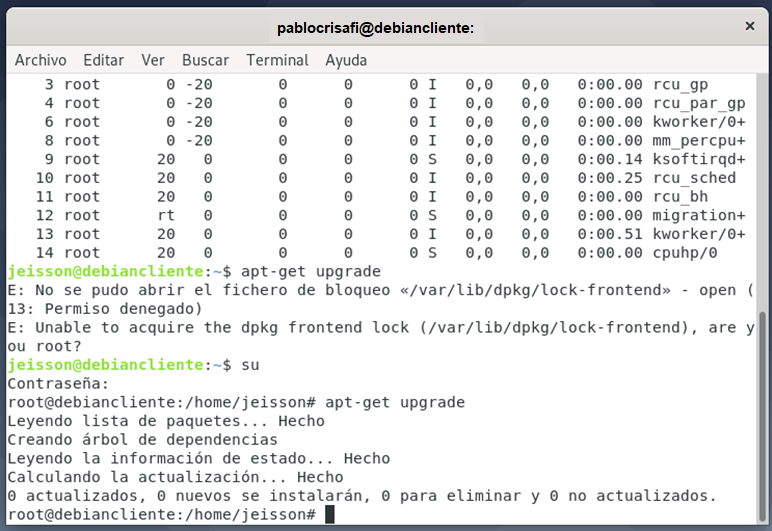 pablocrisafi@debiancliente:
×
Archivo Editar Ver Buscar Terminal Ayuda
3 root 0 -20 0 0 0 I 0,0 0,0 0:00.00 rcu_gp
4 root 0 -20 0 0 0 I 0,0 0,0 0:00.00 rcu_par_gp
6 root 0 -20 0 0 0 I 0,0 0,0 0:00.00 kworker/0+
8 root 0 -20 0 0 0 I 0,0 0,0 0:00.00 mm_percpu+
9 root 20 0 0 0 0 S 0,0 0,0 0:00.14 ksoftirqd+
10 root 20 0 0 0 0 I 0,0 0,0 0:00.25 rcu_sched
11 root 20 0 0 0 0 I 0,0 0,0 0:00.00 rcu_bh
12 root rt 0 0 0 0 S 0,0 0,0 0:00.00 migration+
13 root 20 0 0 0 0 I 0,0 0,0 0:00.51 kworker/0+
14 root 20 0 0 0 0 S 0,0 0,0 0:00.00 cpuhp/0
jeisson@debiancliente:~$ apt-get upgrade
E: No se pudo abrir el fichero de bloqueo «/var/lib/dpkg/lock-frontend» - open (
13: Permiso denegado)
E: Unable to acquire the dpkg frontend lock (/var/lib/dpkg/lock-frontend), are y
ou root?
jeisson@debiancliente:~$ su
Contraseña:
root@debiancliente:/home/jeisson# apt-get upgrade
Leyendo lista de paquetes... Hecho
Creando árbol de dependencias
Leyendo la información de estado... Hecho
Calculando la actualización... Hecho
0 actualizados, 0 nuevos se instalarán, 0 para eliminar y 0 no actualizados.
root@debiancliente:/home/jeisson#